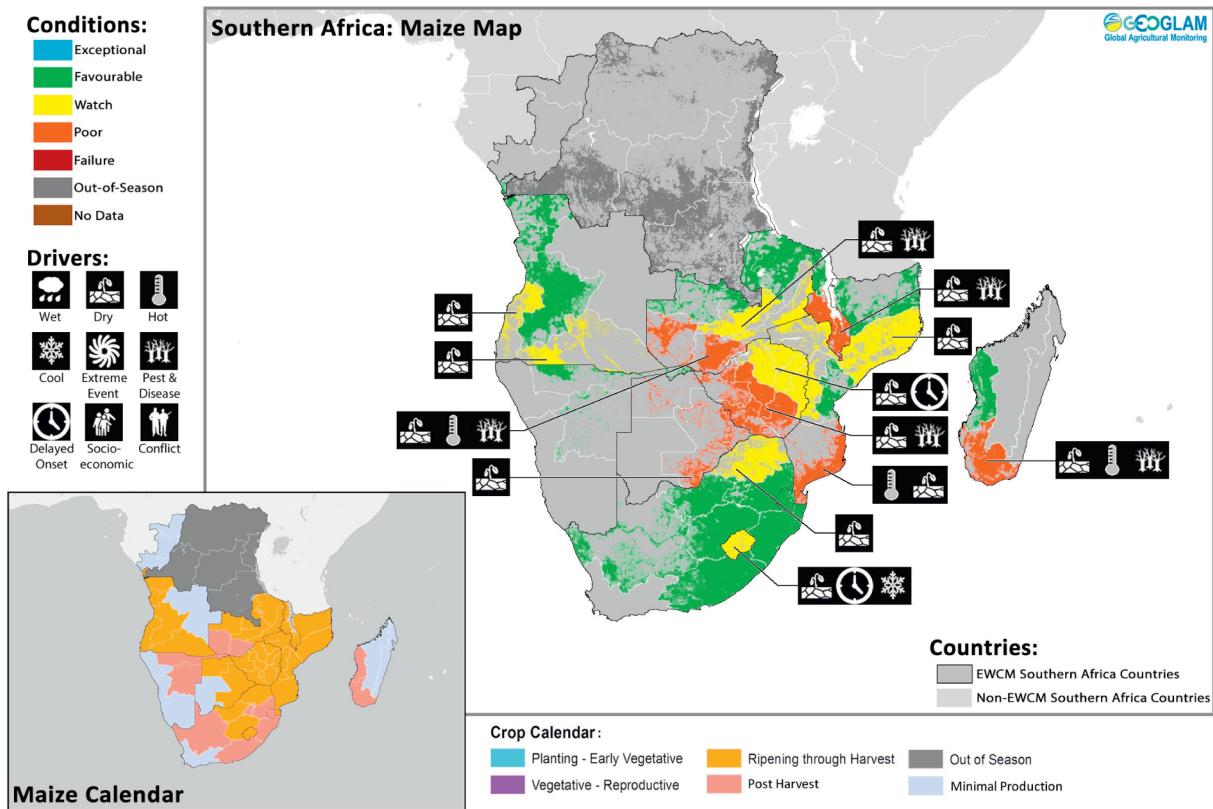 Conditions:
Exceptional
Favourable
Watch
Poor
Failure
Out-of-Season
No Data
Drivers:
Wet
Dry
Hot
Cool
Extreme
Event
Pest &
Disease
Delayed
Onset
Socio-
economic
Conflict
Southern Africa: Maize Map
GEOGLAM
Global Agricultural Monitoring
Countries:
EWCM Southern Africa Countries
Non-EWCM Southern Africa Countries
Maize Calendar
Crop Calendar:
Planting - Early Vegetative
Vegetative - Reproductive
Ripening through Harvest
Post Harvest
Out of Season
Minimal Production